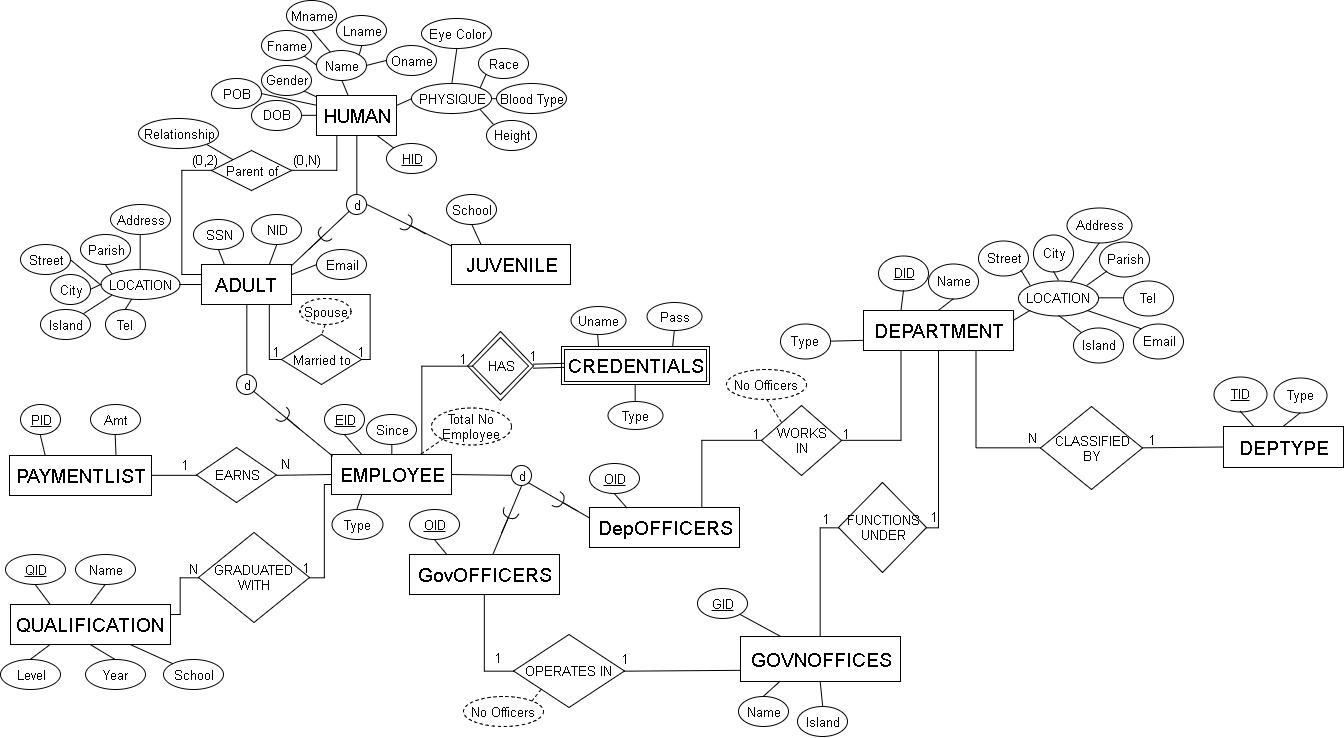 Mname
Lname
Fname
Name
Oname
Eye Color
Race
PHYSIQUE
Blood Type
Height
Gender
POB
DOB
HUMAN
HID
Relationship
(0,2)
(0,N)
Parent of
d
School
JUVENILE
Address
Parish
Street
City
LOCATION
Island
Tel
SSN
NID
Email
ADULT
Spouse
1
Married to
1
d
1
HAS
1
Uname
Pass
CREDENTIALS
Type
DID
Name
Type
DEPARTMENT
Street
City
Address
Parish
LOCATION
Tel
Email
Island
No Officers
1
WORKS
IN
1
N
CLASSIFIED
BY
1
TID
Type
DEPTYPE
PID
Amt
PAYMENTLIST
1
EARNS
N
EID
Since
Total No
Employee
EMPLOYEE
Type
d
OID
DepOFFICERS
OID
GovOFFICERS
1
FUNCTIONS
UNDER
1
QID
Name
QUALIFICATION
Level
Year
School
N
GRADUATED
WITH
1
1
OPERATES IN
1
No Officers
GID
GOVNOFFICES
Name
Island